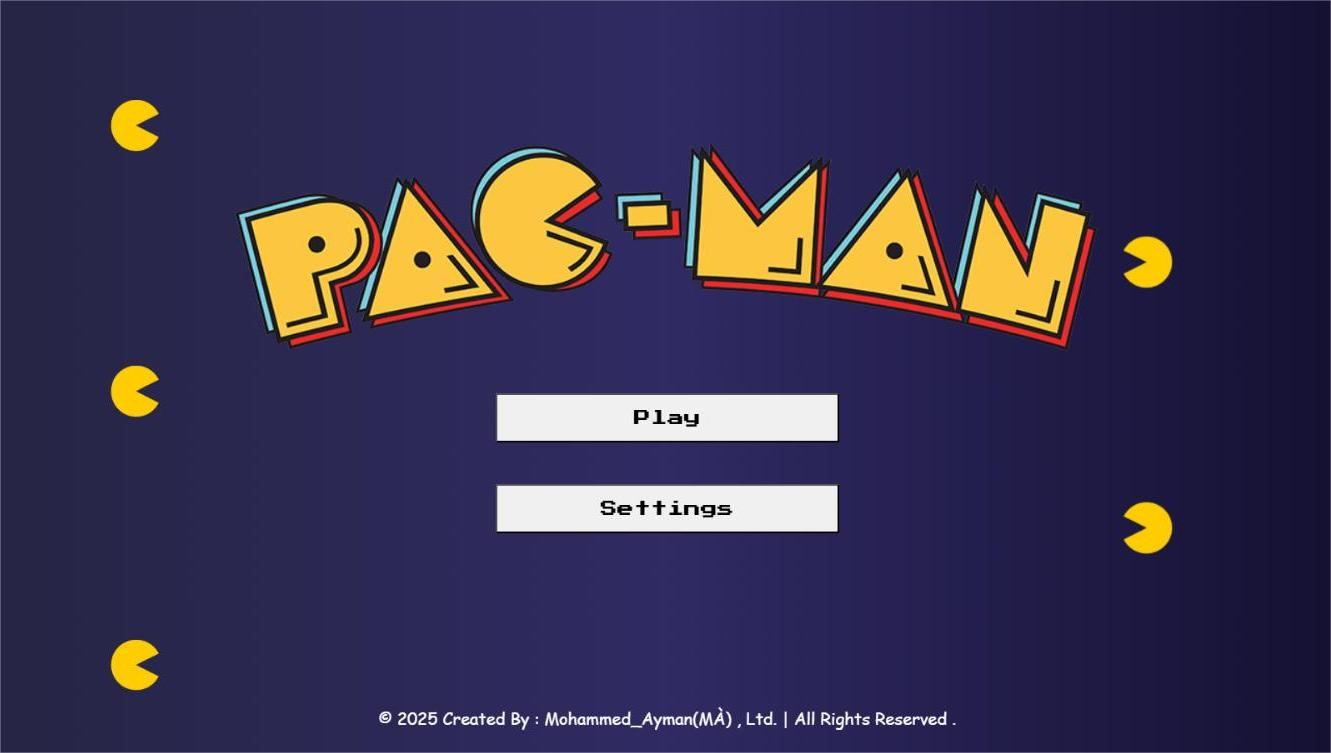 PAC-MAN
Play
Settings
© 2025 Created By : Mohammed_Ayman(MÀ) , Ltd. | All Rights Reserved .